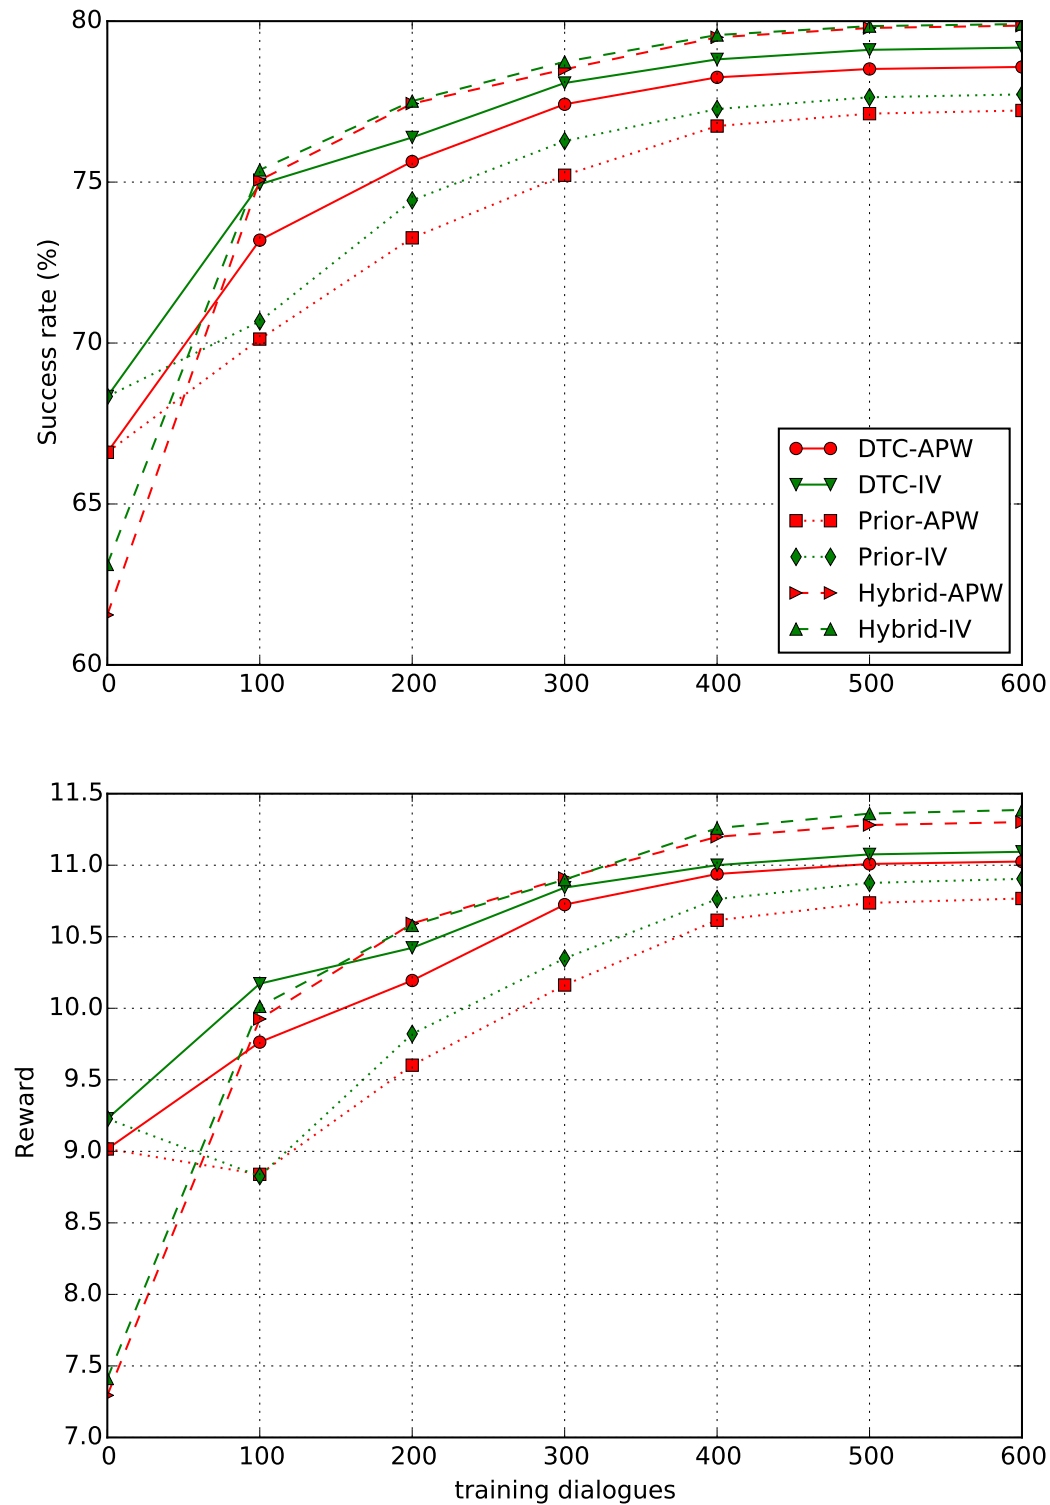 80
75
70
65
60
Success rate (%)
DTC-APW
DTC-IV
Prior-APW
Prior-IV
Hybrid-APW
Hybrid-IV
0 100 200 300 400 500 600
11.5
11.0
10.5
10.0
9.5
9.0
8.5
8.0
7.5
7.0
Reward
0 100 200 300 400 500 600
training dialogues